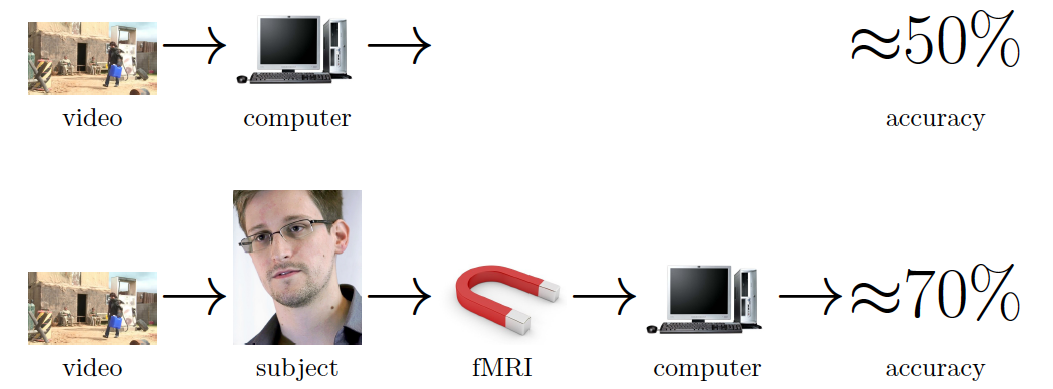 ≈50%
video computer accuracy
≈70%
video subject fMRI computer accuracy